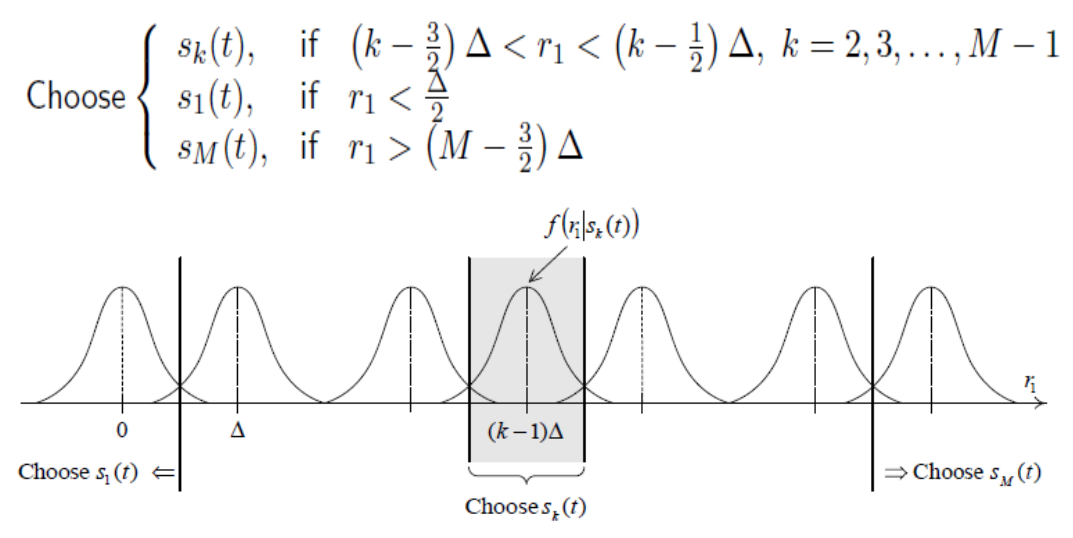 s_k(t), if (k − 3/2) Δ < r_1 < (k − 1/2) Δ, k = 2, 3, . . . , M − 1
Choose { s_1(t), if r_1 < Δ/2
s_M(t), if r_1 > (M − 3/2) Δ
f(r_1|s_k(t))
r_1
0 Δ (k−1)Δ
Choose s_1(t) ⇐ ⇒ Choose s_M(t)
Choose s_k(t)